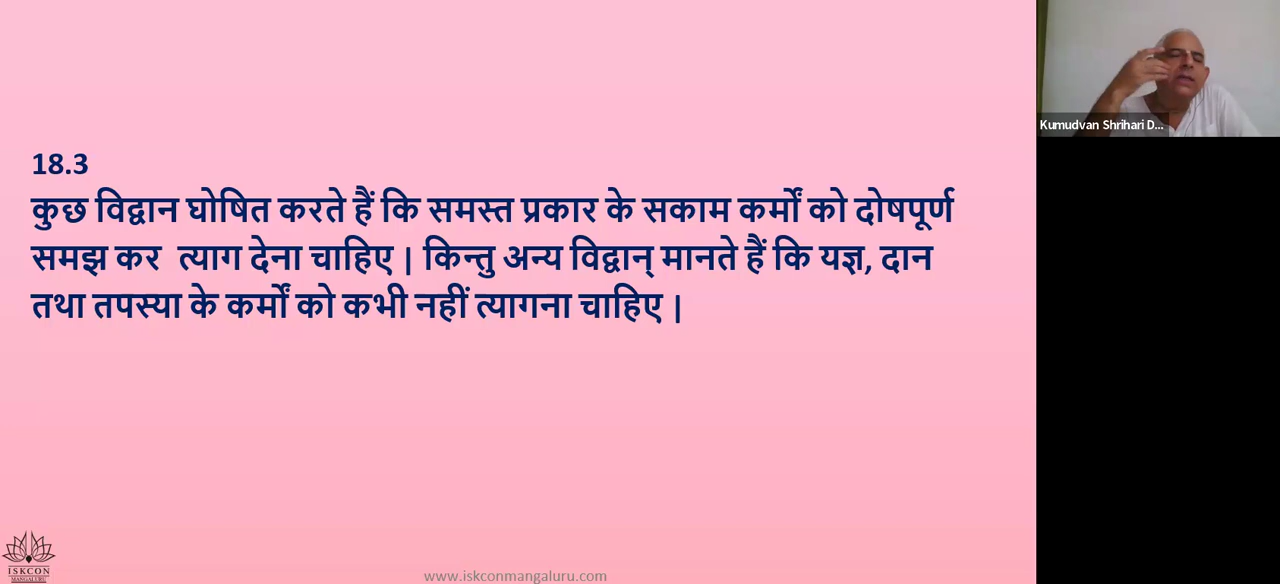 18.3
कुछ विद्वान घोषित करते हैं कि समस्त प्रकार के सकाम कर्मों को दोषपूर्ण
समझ कर  त्याग देना चाहिए | किन्तु अन्य विद्वान् मानते हैं कि यज्ञ, दान
तथा तपस्या के कर्मों को कभी नहीं त्यागना चाहिए |
Kumudvan Shrihari D...
ISKCON
MANGALURU
www.iskconmangaluru.com